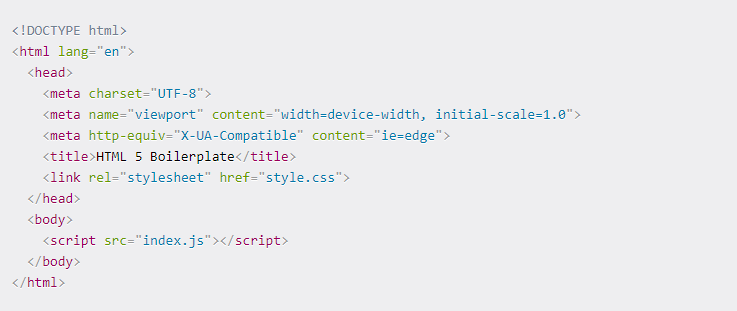 <!DOCTYPE html>
<html lang="en">
  <head>
    <meta charset="UTF-8">
    <meta name="viewport" content="width=device-width, initial-scale=1.0">
    <meta http-equiv="X-UA-Compatible" content="ie=edge">
    <title>HTML 5 Boilerplate</title>
    <link rel="stylesheet" href="style.css">
  </head>
  <body>
    <script src="index.js"></script>
  </body>
</html>